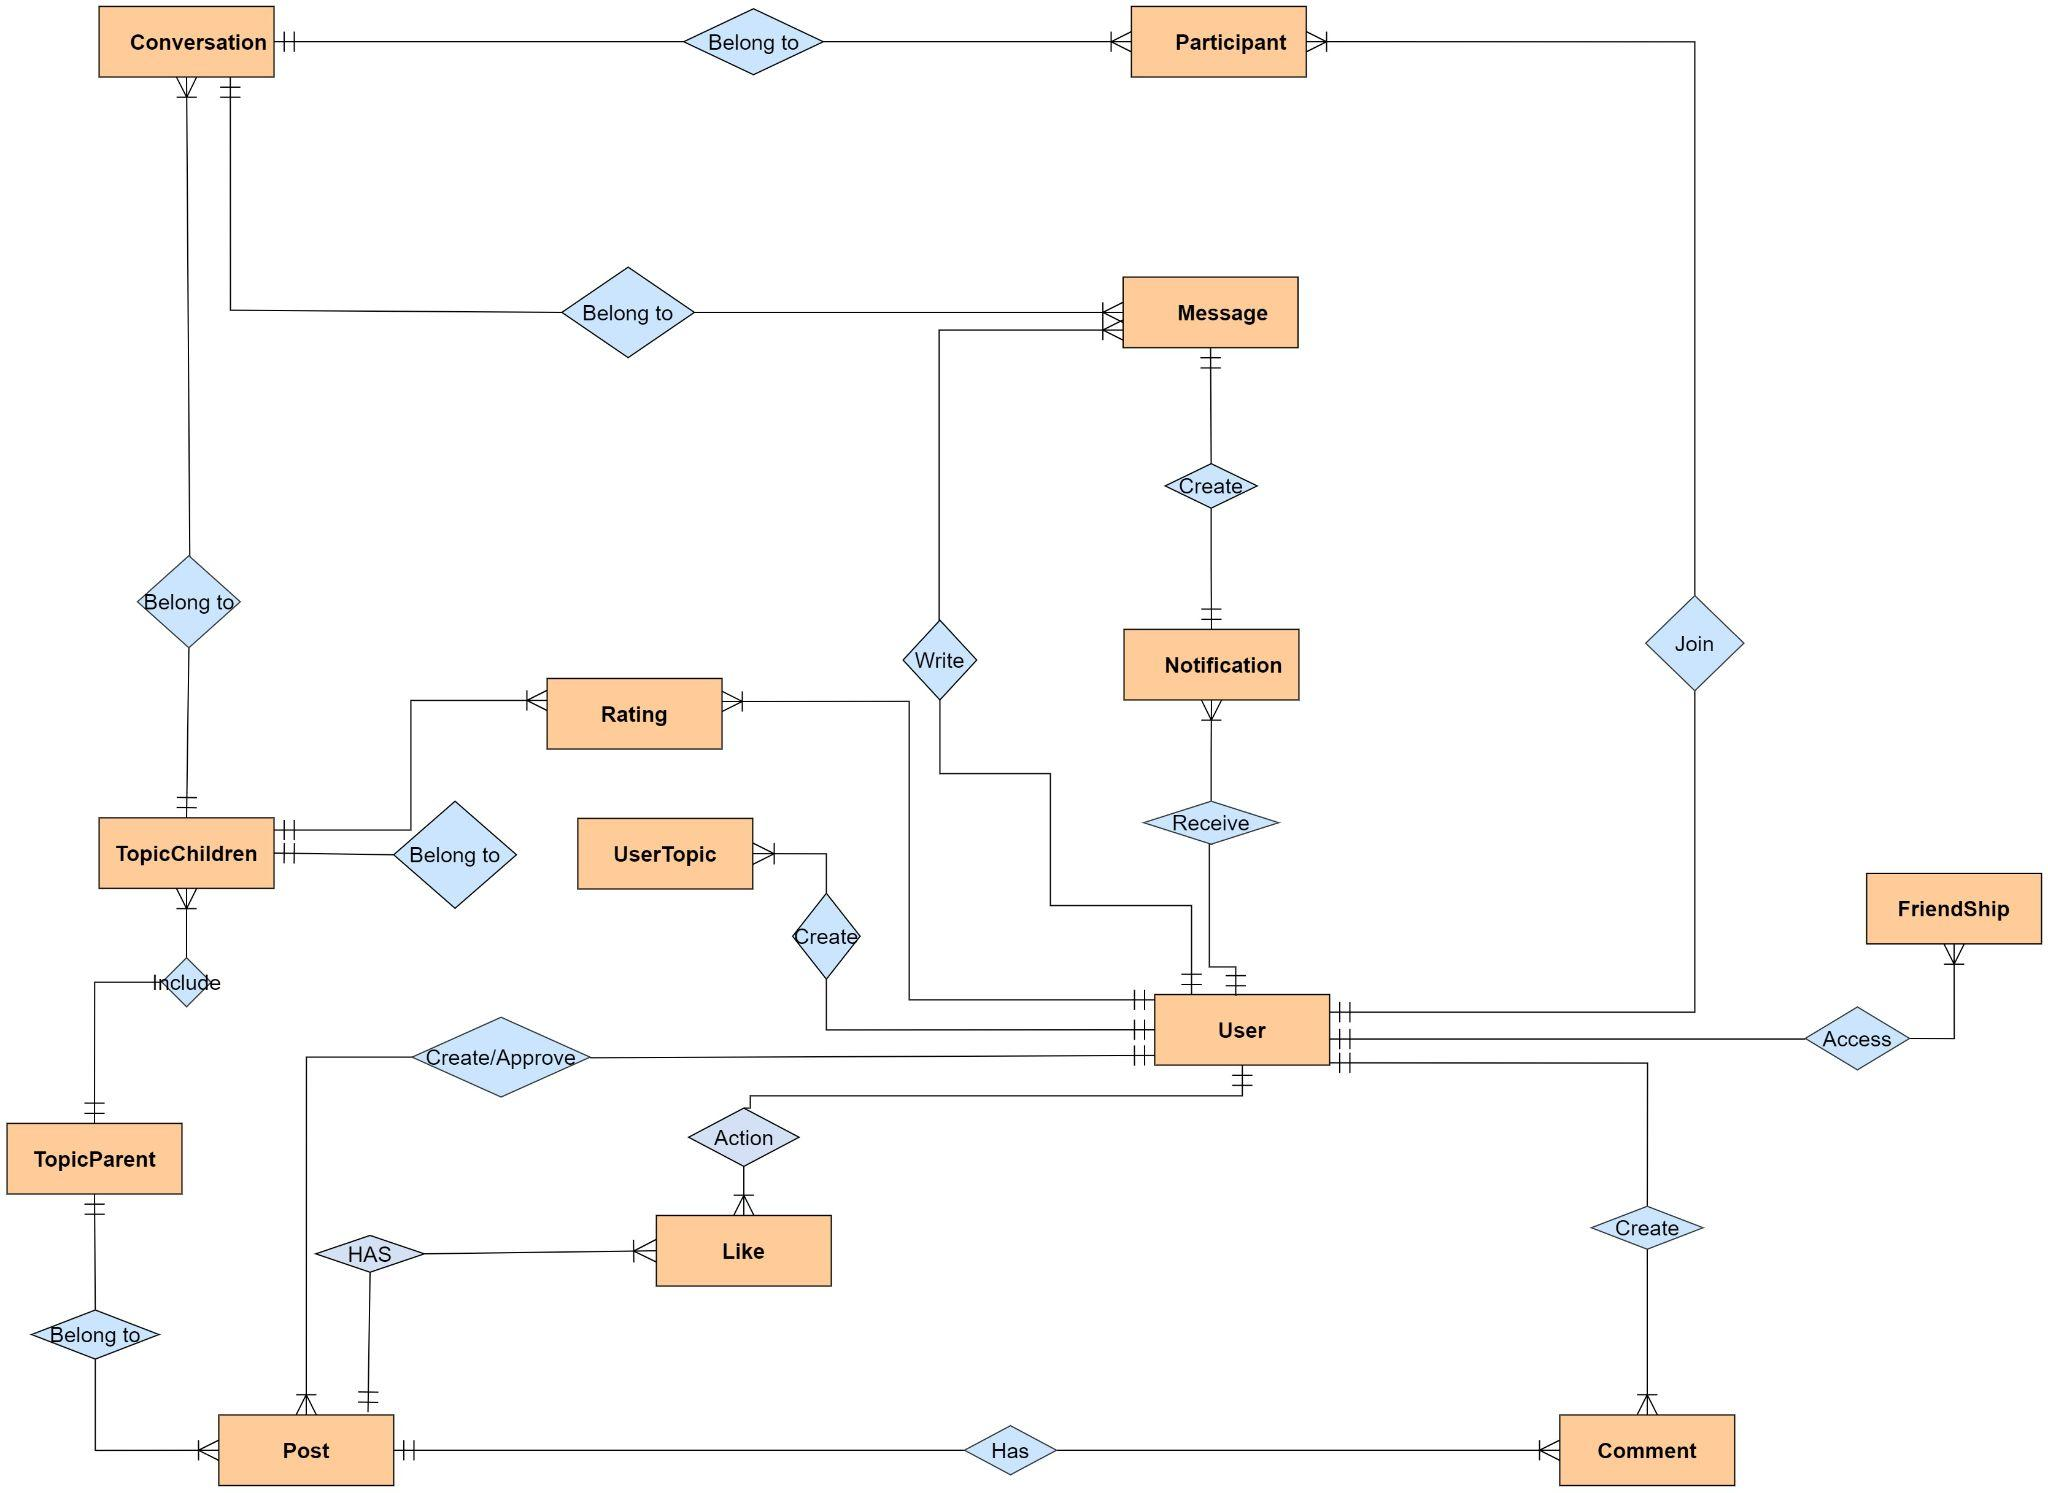 Conversation
Belong to
Participant
Belong to
Message
Create
Belong to
Write
Join
Notification
Rating
Receive
TopicChildren
Belong to
UserTopic
Create
FriendShip
Include
User
Access
Create/Approve
Action
TopicParent
Create
HAS
Like
Belong to
Post
Has
Comment